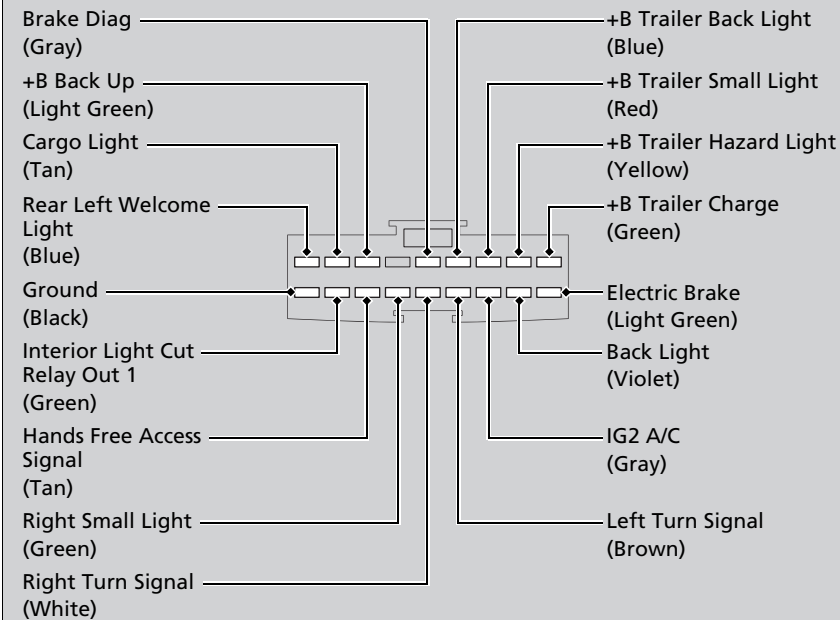 Brake Diag
(Gray)
+B Back Up
(Light Green)
Cargo Light
(Tan)
Rear Left Welcome
Light
(Blue)
Ground
(Black)
Interior Light Cut
Relay Out 1
(Green)
Hands Free Access
Signal
(Tan)
Right Small Light
(Green)
Right Turn Signal
(White)
+B Trailer Back Light
(Blue)
+B Trailer Small Light
(Red)
+B Trailer Hazard Light
(Yellow)
+B Trailer Charge
(Green)
Electric Brake
(Light Green)
Back Light
(Violet)
IG2 A/C
(Gray)
Left Turn Signal
(Brown)